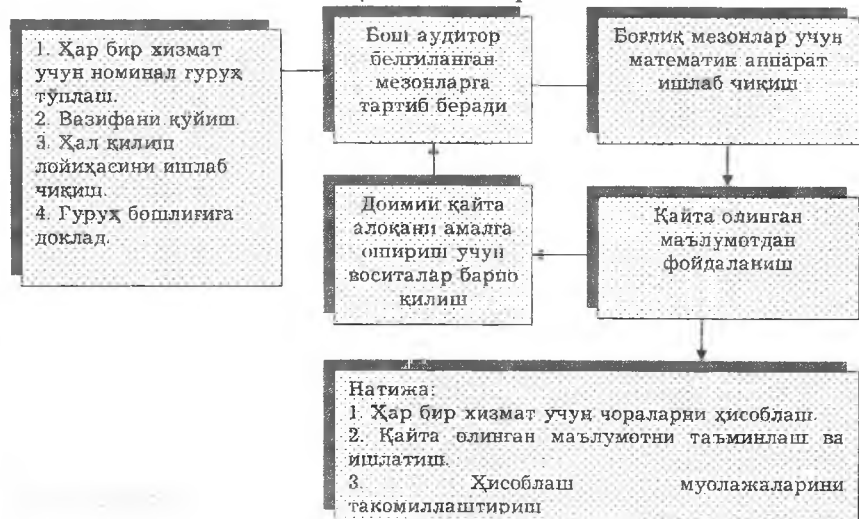 1. Ҳар бир хизмат
учун номинал гуруҳ
тўплаш.
2. Вазифани қўйиш
3. Ҳал қилиш
лойиҳасини ишлаб
чиқиш.
4. Гуруҳ бошлиғига
доклад.
Бош аудитор
белгиланган
мезонларга
тартиб беради
Боғлиқ мезонлар учун
математик аппарат
ишлаб чиқиш
Доимий қайта
алоқани амалга
ошириш учун
воситалар барпо
қилиш
Қайта олинган
маълумотдан
фойдаланиш
Натижа:
1. Ҳар бир хизмат учун чораларни ҳисоблаш.
2. Қайта олинган маълумотни таъминлаш ва
ишлатиш.
3. Ҳисоблаш муолажаларини
такомиллаштириш